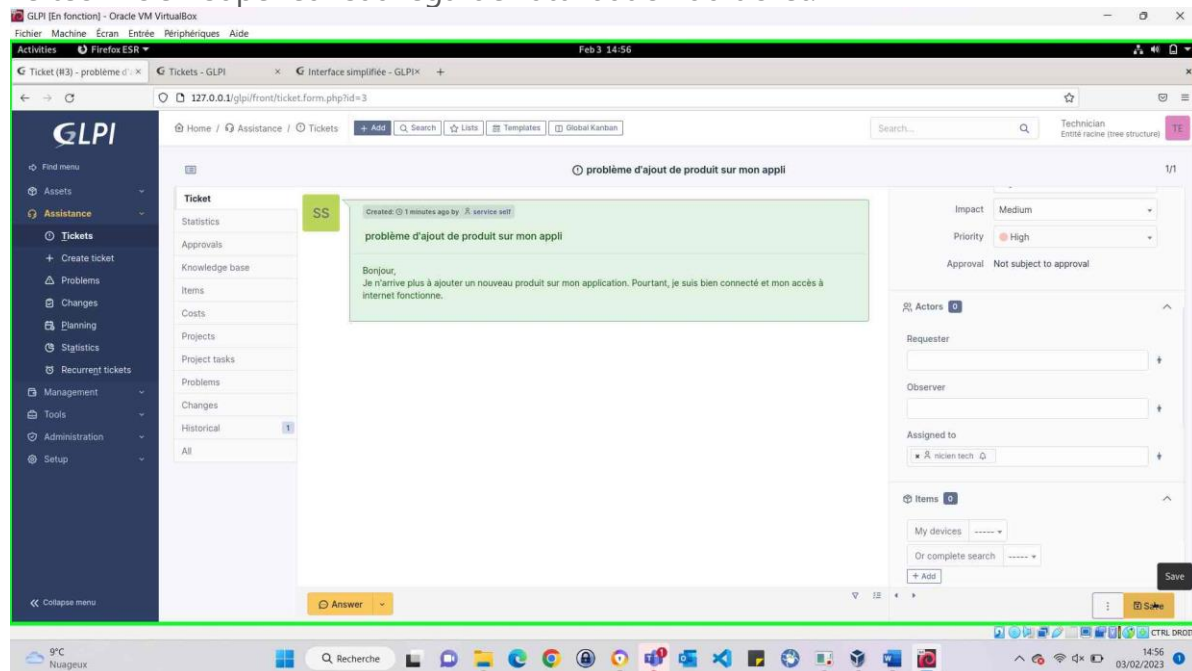 GLPI [En fonction] - Oracle VM VirtualBox
Fichier Machine Écran Entrée Périphériques Aide
Activities Firefox ESR Feb 3 14:56
Ticket (#3) - problème d'a Tickets - GLPI Interface simplifiée - GLPI
127.0.0.1/glpi/front/ticket.form.php?id=3
GLPI
Home / Assistance / Tickets + Add Search Lists Templates Global Kanban Search... Technician
Entité racine (tree structure) TE
Find menu
Assets
Assistance
Tickets
+ Create ticket
Problems
Changes
Planning
Statistics
Recurrent tickets
Management
Tools
Administration
Setup
Collapse menu
problème d'ajout de produit sur mon appli 1/1
Ticket
Statistics
Approvals
Knowledge base
Items
Costs
Projects
Project tasks
Problems
Changes
Historical 1
All
SS
Created: 1 minutes ago by service self
problème d'ajout de produit sur mon appli
Bonjour,
Je n'arrive plus à ajouter un nouveau produit sur mon application. Pourtant, je suis bien connecté et mon accès à
internet fonctionne.
Impact Medium
Priority High
Approval Not subject to approval
Actors 0
Requester
Observer
Assigned to
nicien tech
Items 0
My devices -----
Or complete search -----
+ Add
Save
Answer
Save
CTRL DROITE
9°C
Nuageux
Recherche
14:56
03/02/2023